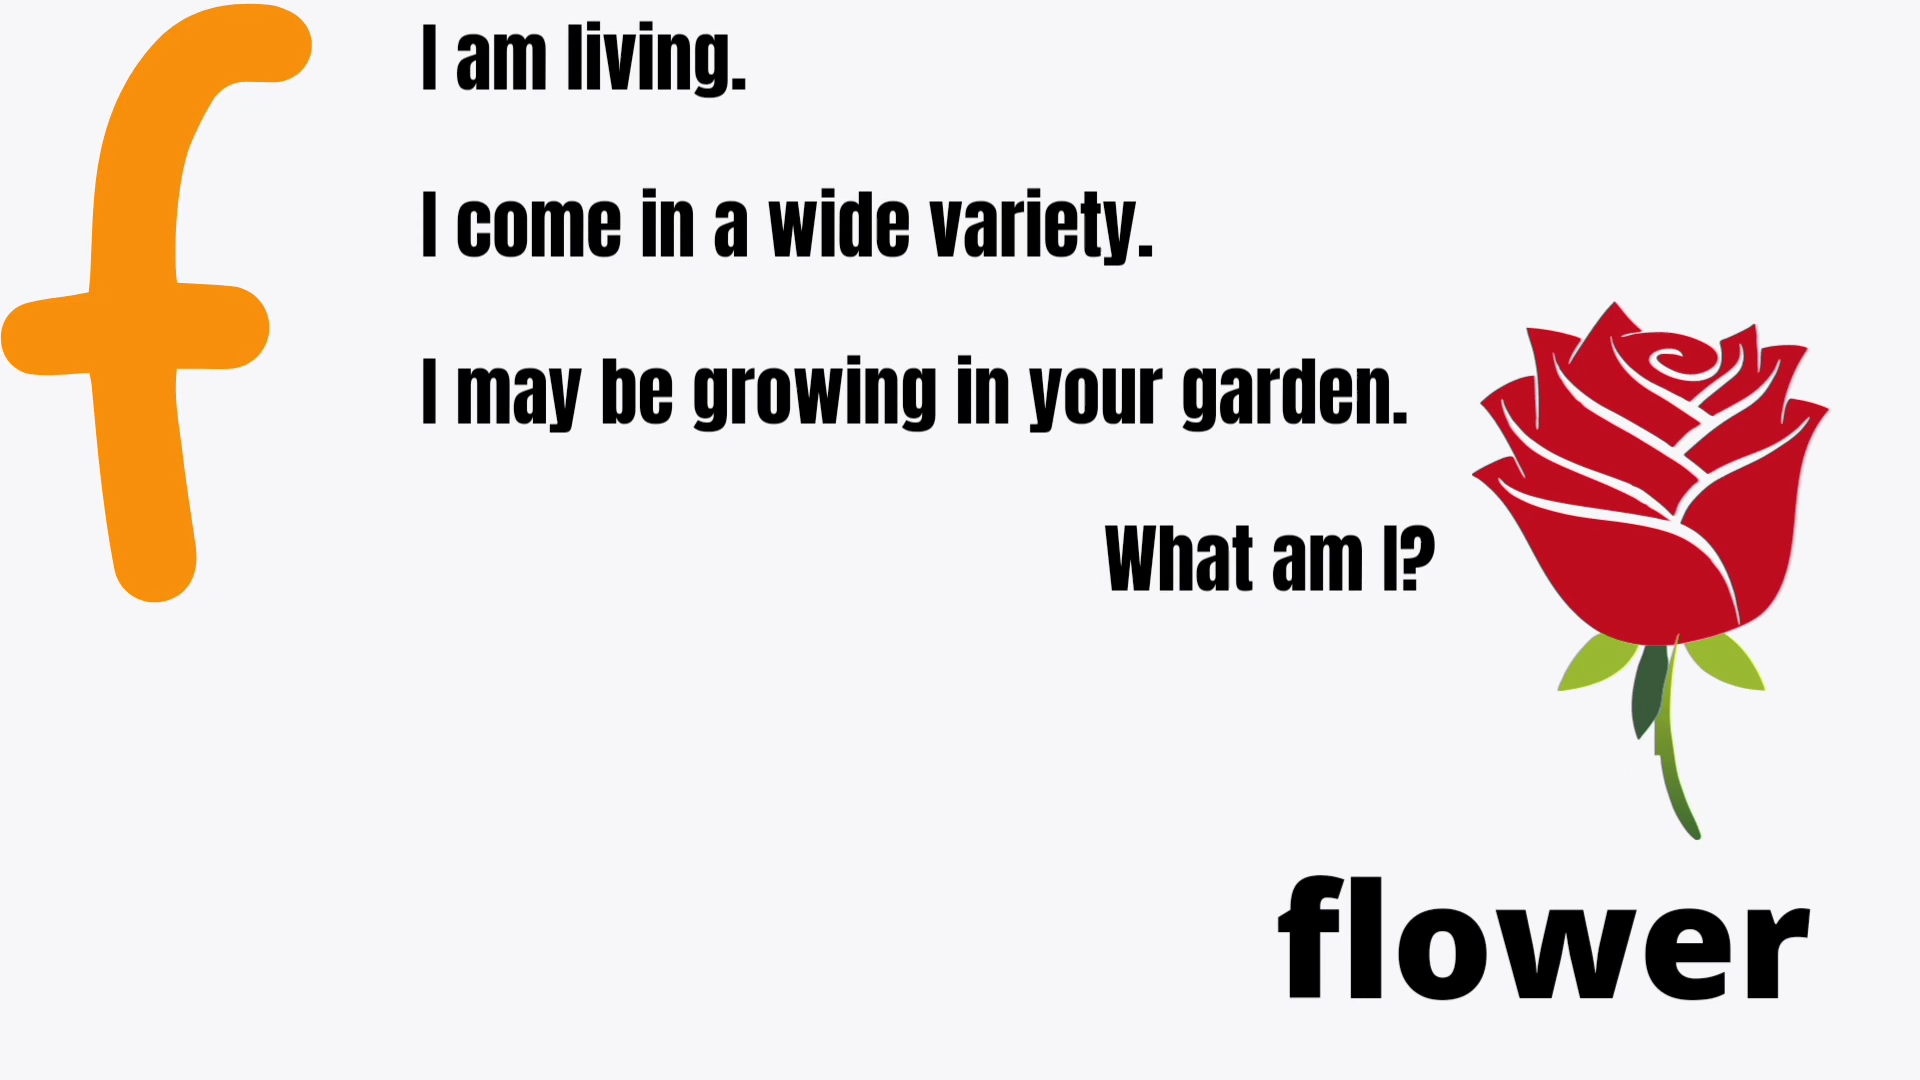 f
I am living.
I come in a wide variety.
I may be growing in your garden.
What am I?
flower